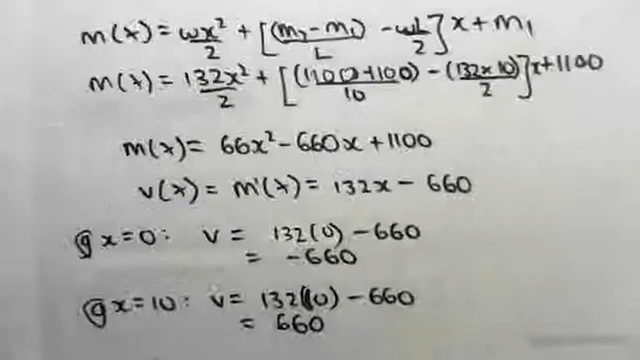 m(x) = wx²/2 + [(m₂ - m₁)/L - wL/2]x + m₁
m(x) = 132x²/2 + [(1100-1100)/10 - (132x10)/2]x + 1100
m(x) = 66x² - 660x + 1100
v(x) = m'(x) = 132x - 660
@ x=0: v = 132(0) - 660
= -660
@ x=10: v = 132(10) - 660
= 660